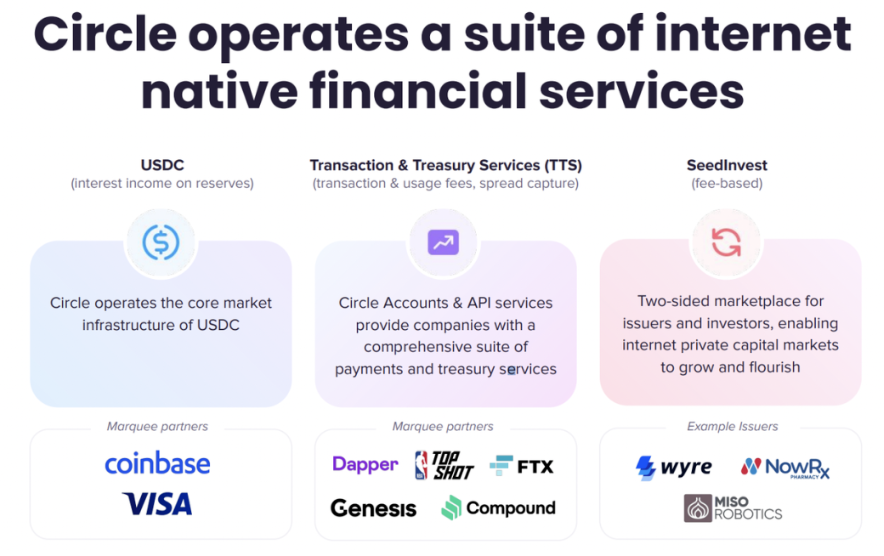 Circle operates a suite of internet
native financial services
USDC
(interest income on reserves)
Circle operates the core market
infrastructure of USDC
Marquee partners
coinbase
VISA
Transaction & Treasury Services (TTS)
(transaction & usage fees, spread capture)
Circle Accounts & API services
provide companies with a
comprehensive suite of
payments and treasury services
Marquee partners
Dapper
TOP
SHOT
FTX
Genesis
Compound
SeedInvest
(fee-based)
Two-sided marketplace for
issuers and investors, enabling
internet private capital markets
to grow and flourish
Example Issuers
wyre
NowRx
PHARMACY
MISO
ROBOTICS